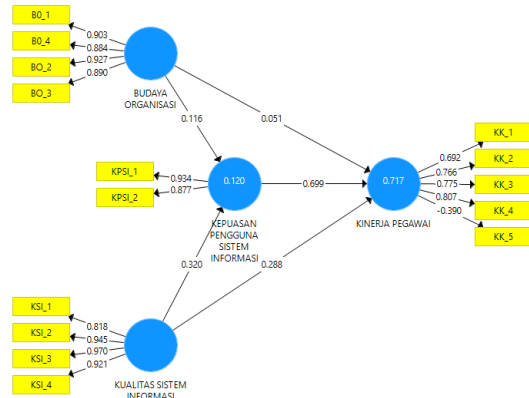 B0_1
B0_4
BO_2
BO_3
0.903
0.884
0.927
0.890
BUDAYA
ORGANISASI
0.116
0.051
KPSI_1
KPSI_2
0.934
0.877
0.120
KEPUASAN
PENGGUNA
SISTEM
INFORMASI
0.699
0.717
KINERJA PEGAWAI
0.692
0.766
0.775
0.807
-0.390
KK_1
KK_2
KK_3
KK_4
KK_5
0.320
0.288
KSI_1
KSI_2
KSI_3
KSI_4
0.818
0.945
0.970
0.921
KUALITAS SISTEM
INFORMASI